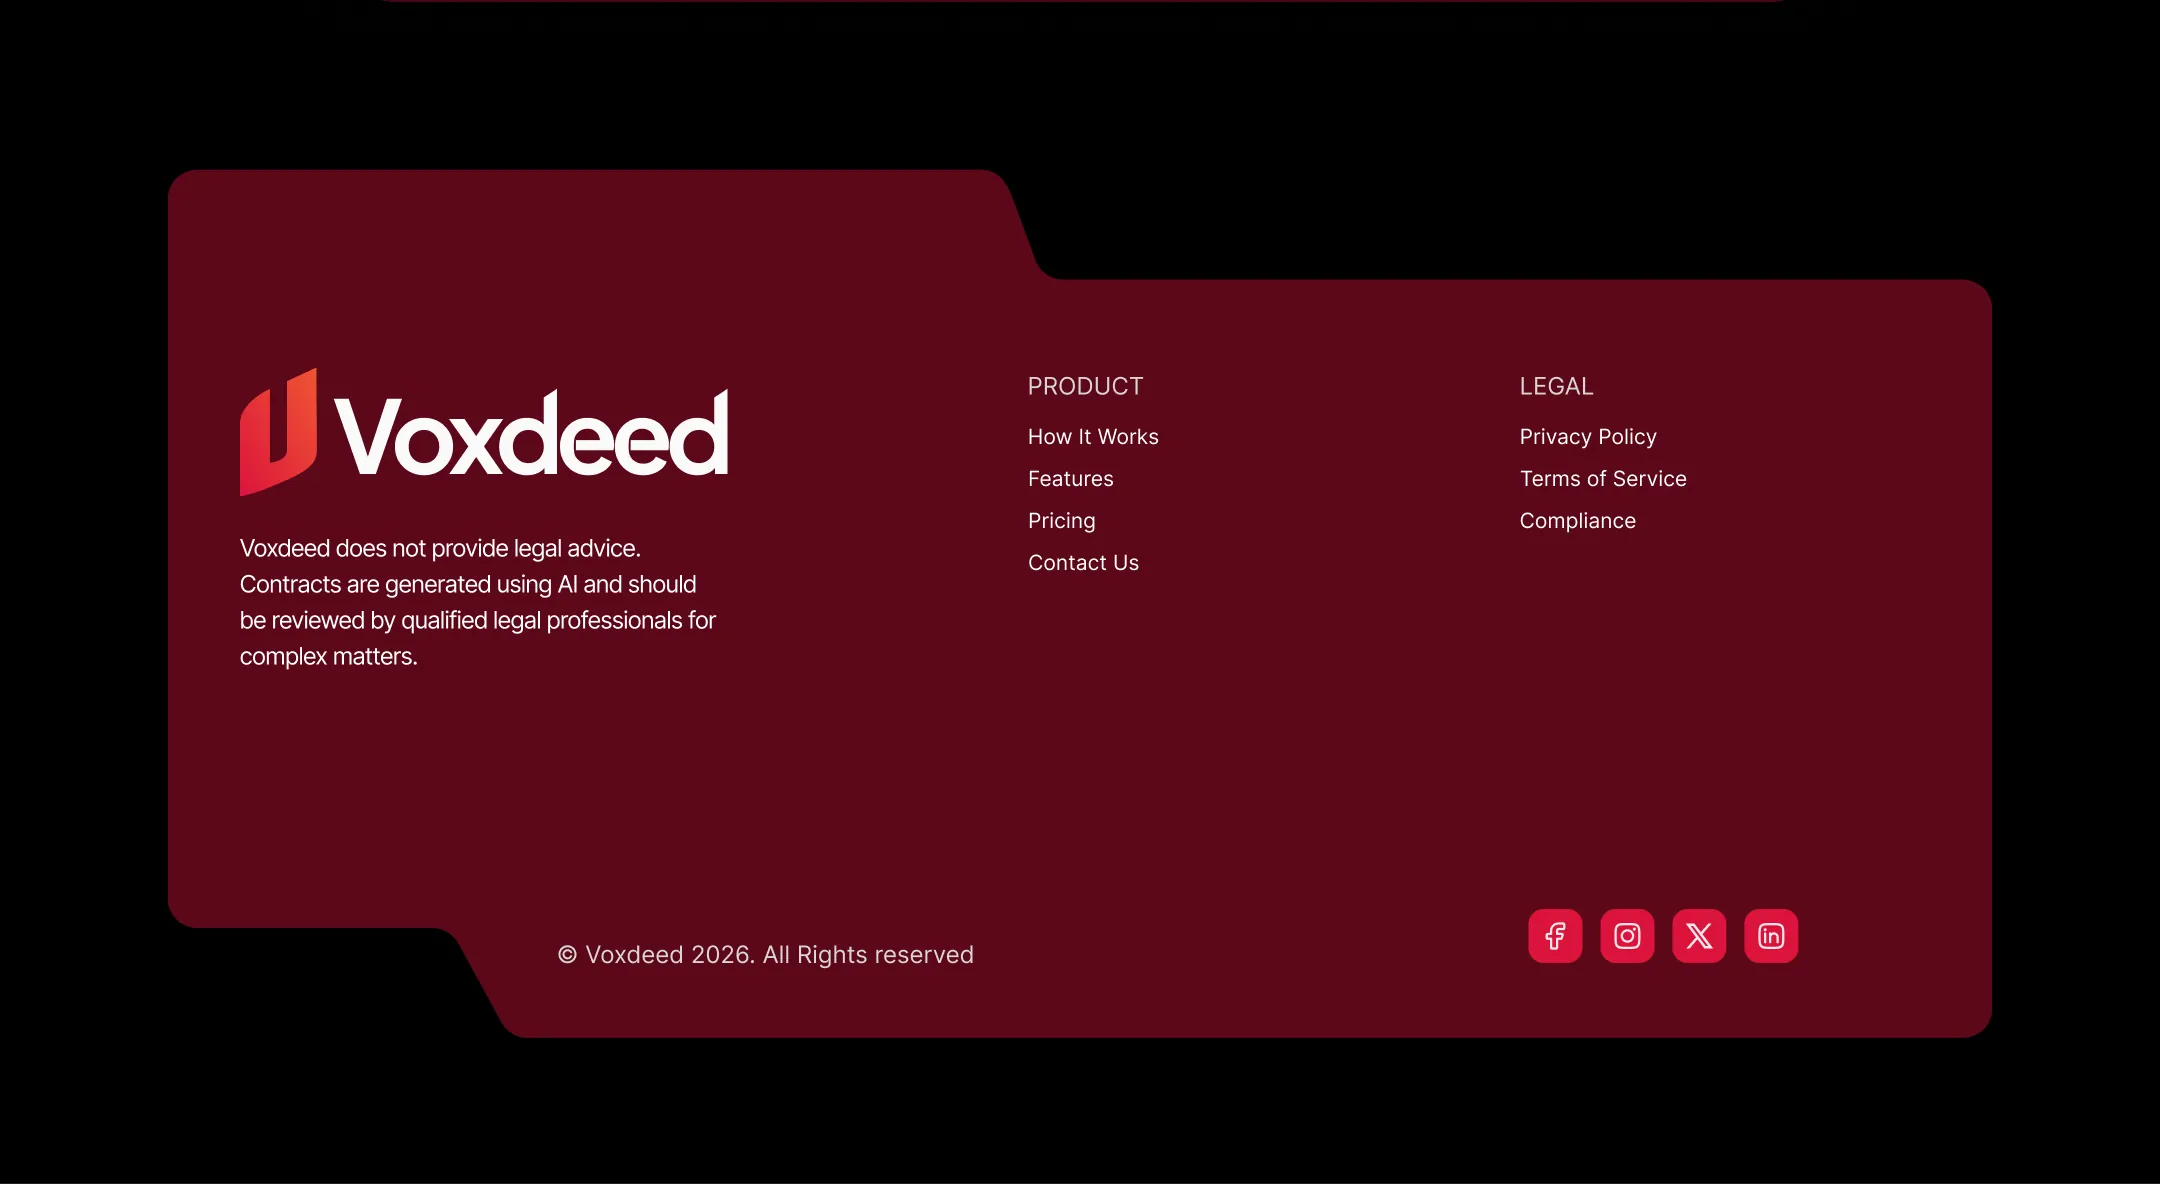 Voxdeed
Voxdeed does not provide legal advice.
Contracts are generated using AI and should
be reviewed by qualified legal professionals for
complex matters.
PRODUCT
How It Works
Features
Pricing
Contact Us
LEGAL
Privacy Policy
Terms of Service
Compliance
© Voxdeed 2026. All Rights reserved